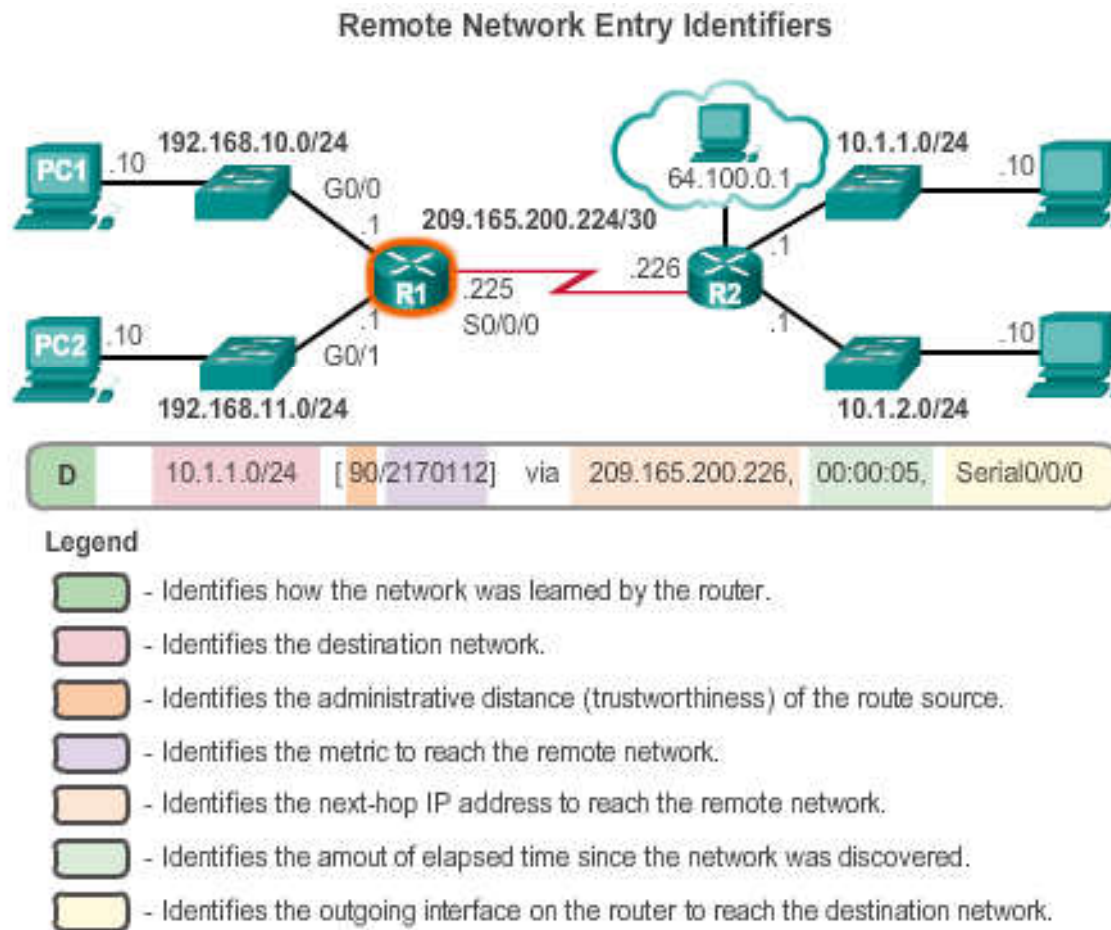 Remote Network Entry Identifiers
192.168.10.0/24
10.1.1.0/24
PC1
.10
G0/0
.1
64.100.0.1
.10
209.165.200.224/30
R1
.225
S0/0/0
.226
R2
.1
.1
PC2
.10
.1
G0/1
.10
192.168.11.0/24
10.1.2.0/24
D 10.1.1.0/24 [ 90/2170112] via 209.165.200.226, 00:00:05, Serial0/0/0
Legend
- Identifies how the network was learned by the router.
- Identifies the destination network.
- Identifies the administrative distance (trustworthiness) of the route source.
- Identifies the metric to reach the remote network.
- Identifies the next-hop IP address to reach the remote network.
- Identifies the amout of elapsed time since the network was discovered.
- Identifies the outgoing interface on the router to reach the destination network.